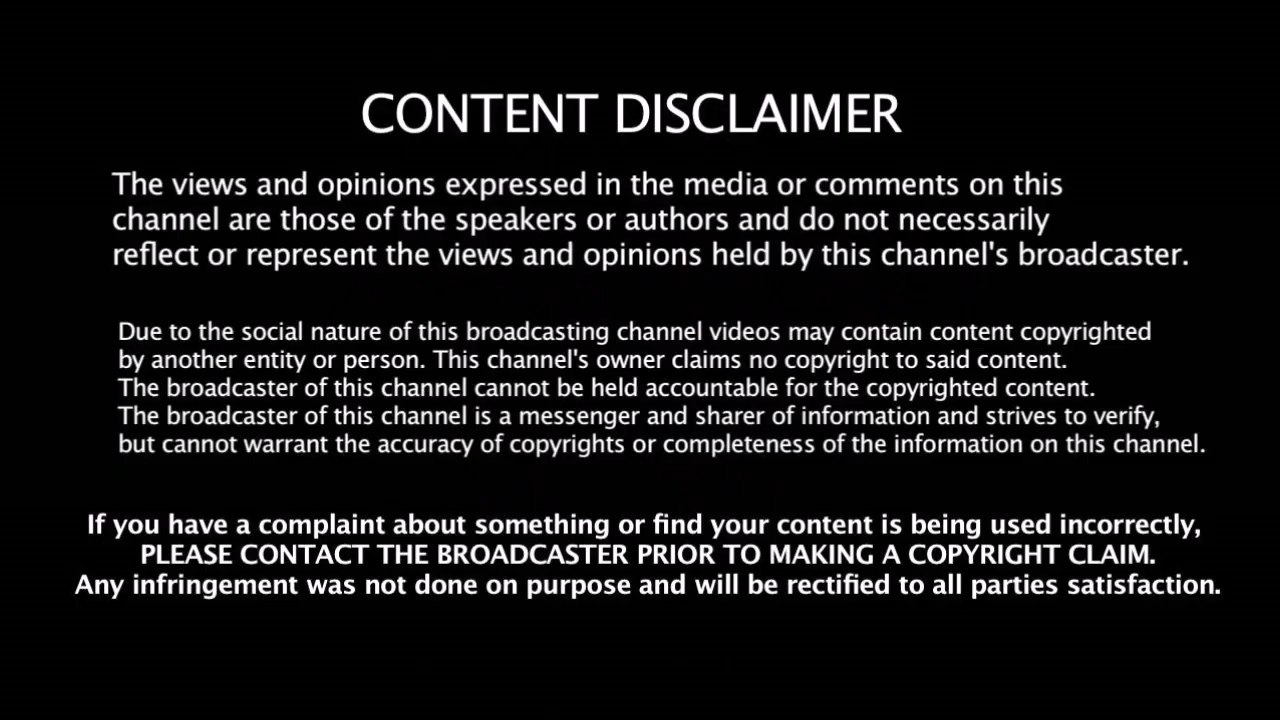 CONTENT DISCLAIMER
The views and opinions expressed in the media or comments on this
channel are those of the speakers or authors and do not necessarily
reflect or represent the views and opinions held by this channel's broadcaster.
Due to the social nature of this broadcasting channel videos may contain content copyrighted
by another entity or person. This channel's owner claims no copyright to said content.
The broadcaster of this channel cannot be held accountable for the copyrighted content.
The broadcaster of this channel is a messenger and sharer of information and strives to verify,
but cannot warrant the accuracy of copyrights or completeness of the information on this channel.
If you have a complaint about something or find your content is being used incorrectly,
PLEASE CONTACT THE BROADCASTER PRIOR TO MAKING A COPYRIGHT CLAIM.
Any infringement was not done on purpose and will be rectified to all parties satisfaction.